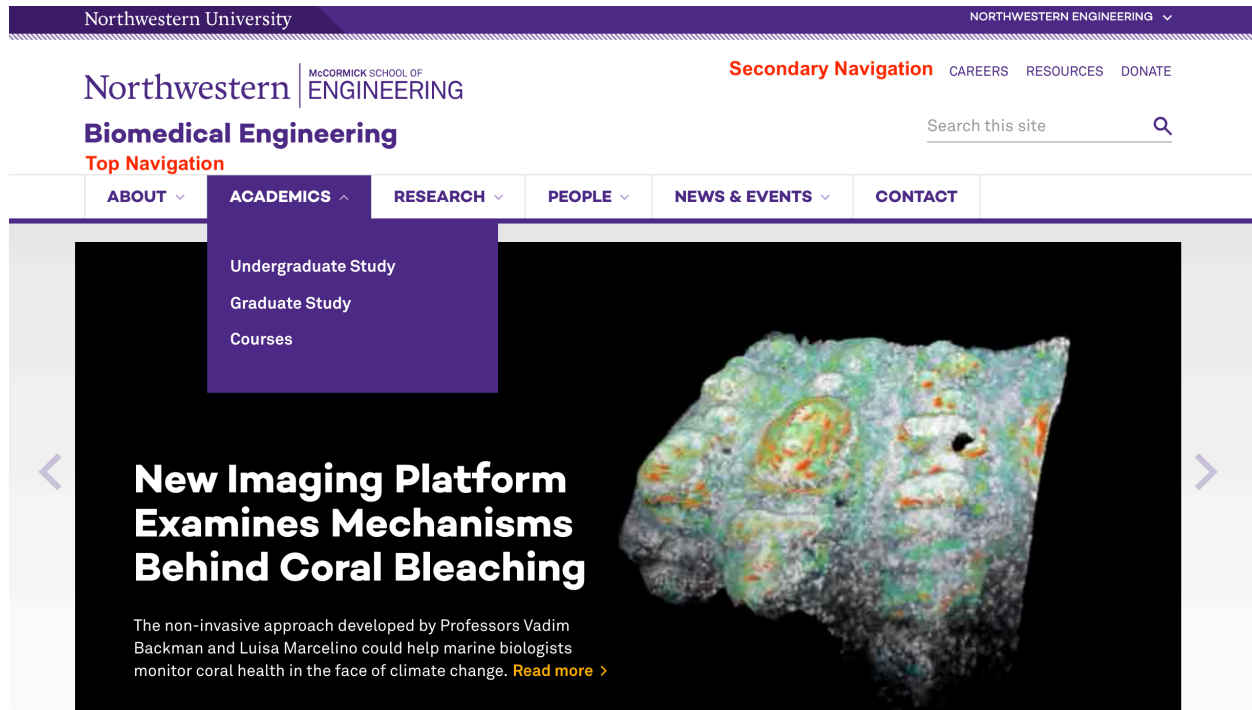 Northwestern University
NORTHWESTERN ENGINEERING
Secondary Navigation CAREERS RESOURCES DONATE
Northwestern McCORMICK SCHOOL OF ENGINEERING
Biomedical Engineering
Search this site
Top Navigation
ABOUT ACADEMICS RESEARCH PEOPLE NEWS & EVENTS CONTACT
Undergraduate Study
Graduate Study
Courses
New Imaging Platform
Examines Mechanisms
Behind Coral Bleaching
The non-invasive approach developed by Professors Vadim
Backman and Luisa Marcelino could help marine biologists
monitor coral health in the face of climate change. Read more >